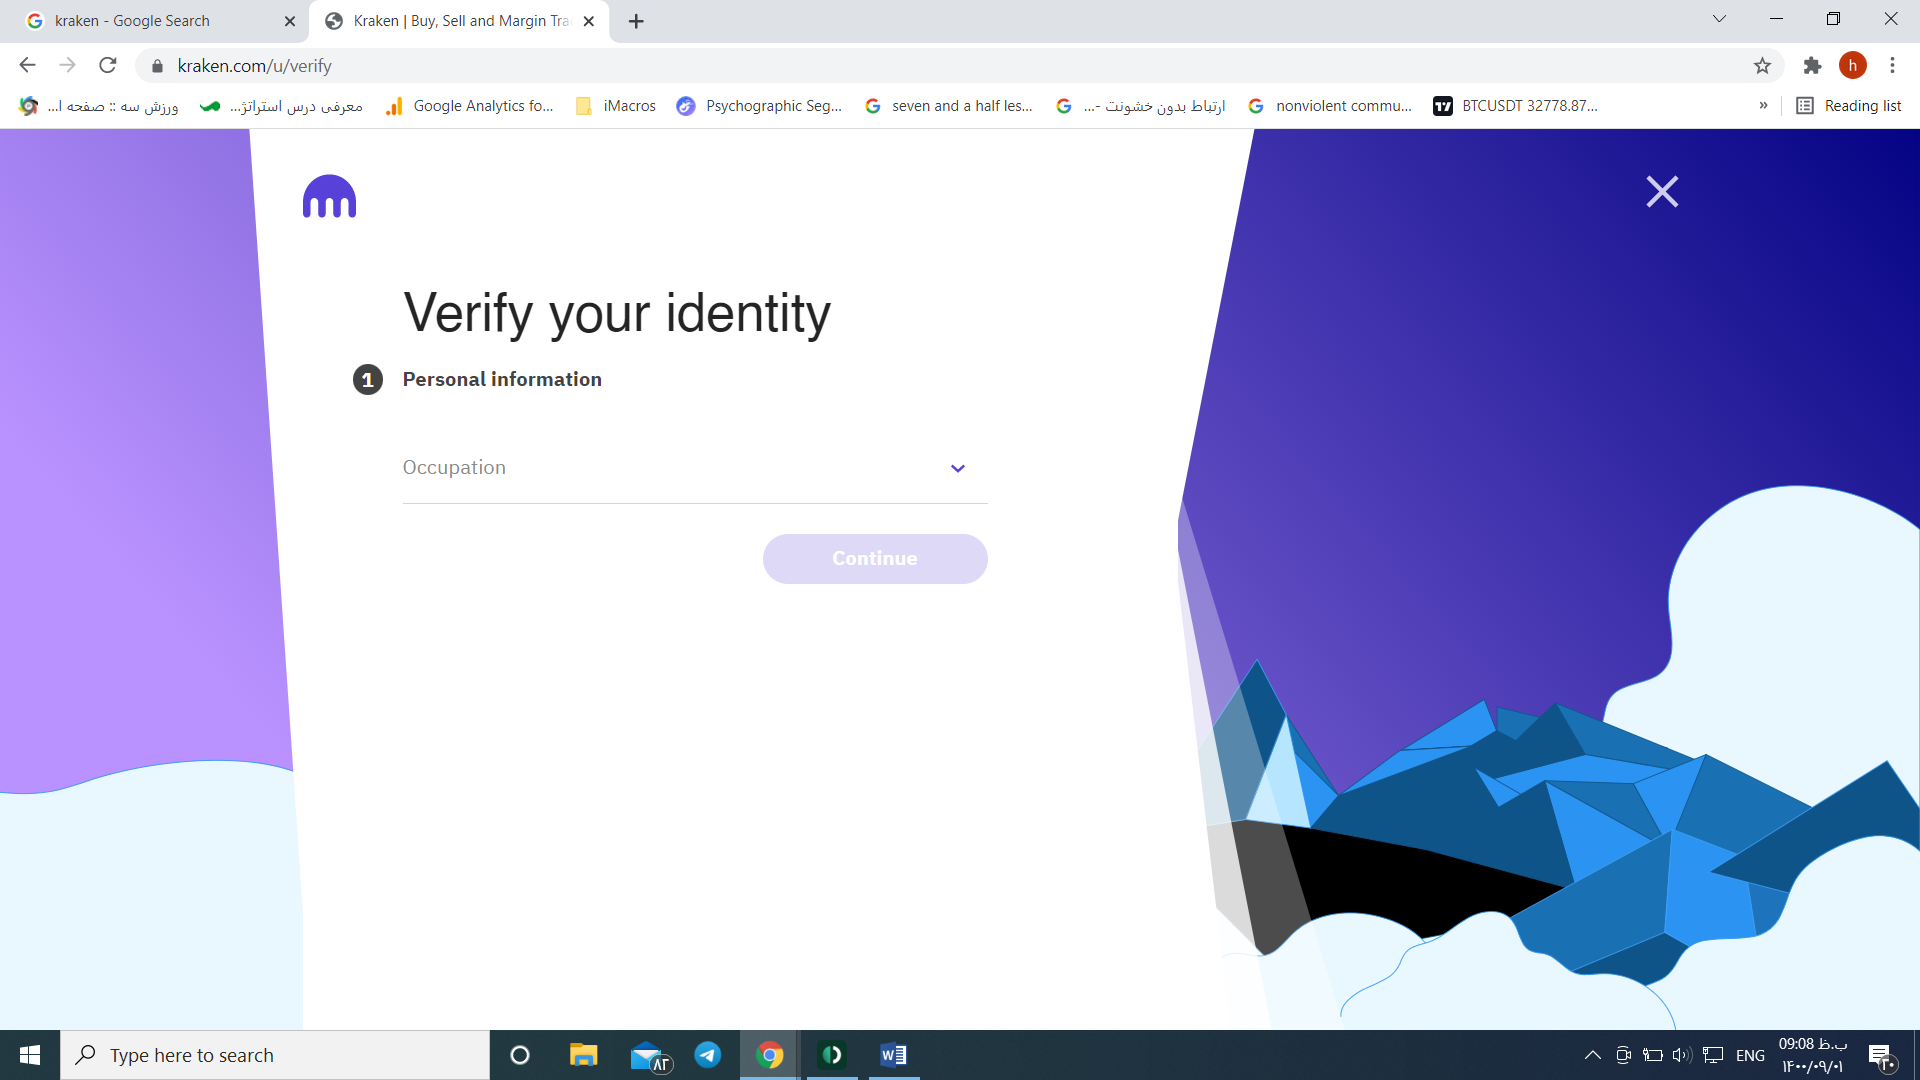 kraken - Google Search
Kraken | Buy, Sell and Margin Tra
kraken.com/u/verify
h
ورزش سه :: صفحه ا...
معرفی درس استراتژ...
Google Analytics fo...
iMacros
Psychographic Seg...
seven and a half les...
ارتباط بدون خشونت -...
nonviolent commu...
BTCUSDT 32778.87...
»
Reading list
Verify your identity
1 Personal information
Occupation
Continue
Type here to search
۸۲
ENG
09:08 ب.ظ
۱۴۰۰/۰۹/۰۱
۲۰